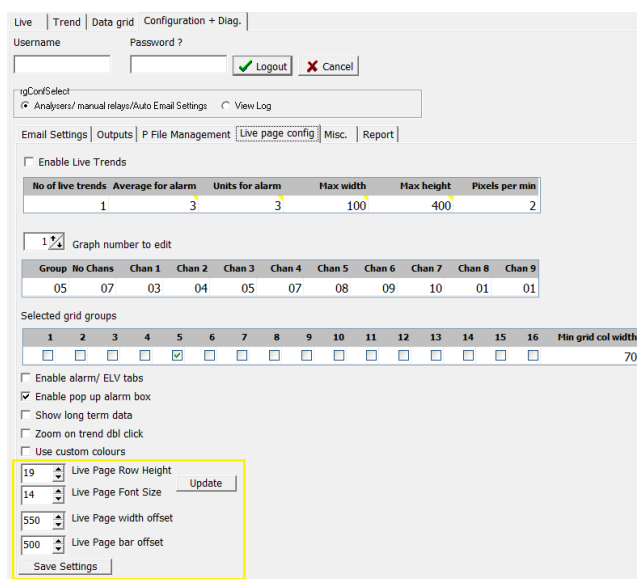 Live Trend Data grid Configuration + Diag.
Username Password ?
Logout Cancel
rgConfSelect
Analysers/ manual relays/Auto Email Settings View Log
Email Settings Outputs P File Management Live page config Misc. Report
Enable Live Trends
No of live trends Average for alarm Units for alarm Max width Max height Pixels per min
1 3 3 100 400 2
1 Graph number to edit
Group No Chans Chan 1 Chan 2 Chan 3 Chan 4 Chan 5 Chan 6 Chan 7 Chan 8 Chan 9
05 07 03 04 05 07 08 09 10 01 01
Selected grid groups
1 2 3 4 5 6 7 8 9 10 11 12 13 14 15 16 Min grid col width
70
Enable alarm/ ELV tabs
Enable pop up alarm box
Show long term data
Zoom on trend dbl click
Use custom colours
19 Live Page Row Height
Update
14 Live Page Font Size
550 Live Page width offset
500 Live Page bar offset
Save Settings